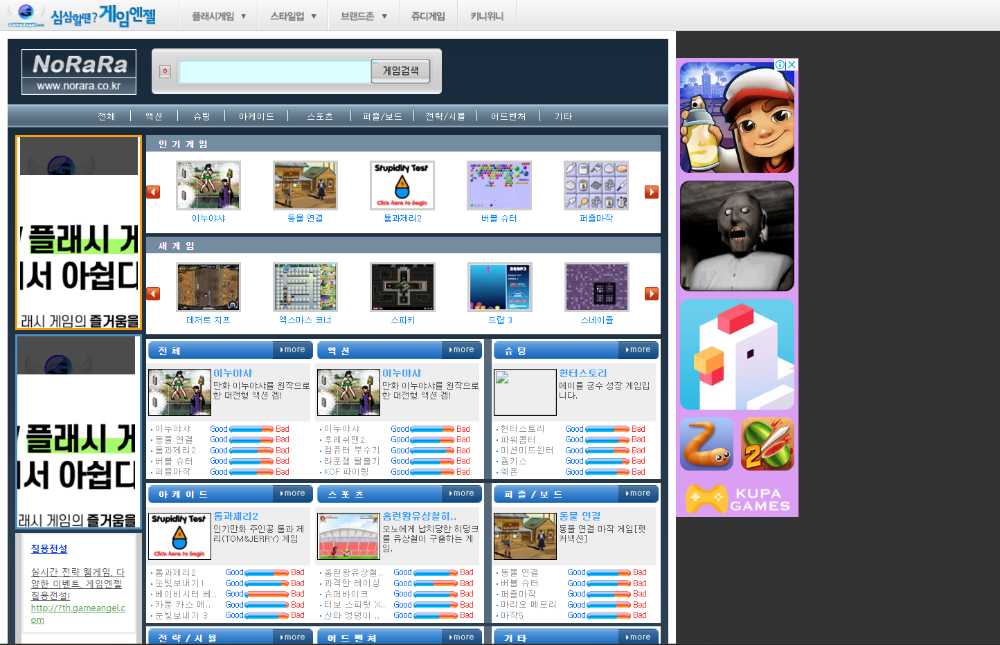 GameAngel.com 심심할땐? 게임엔젤 플래시게임 ▼ 스타일업 ▼ 브랜드존 ▼ 쥬디게임 키니위니
NoRaRa
www.norara.co.kr
게임검색
전체 액션 슈팅 아케이드 스포츠 퍼즐/보드 전략/시뮬 어드벤처 기타
인 기 게 임
Stupidity Test
Click here to begin
이누야샤 동물 연결 톰과제리2 버블 슈터 퍼즐마작
새 게 임
DROP3
데저트 지프 엑스마스 코너 스파키 드랍 3 스네이즐
플래시 게
서 아쉽다
래시 게임의 즐거움을
전 체 more 액 션 more 슈 팅 more
이누야샤
만화 이누야샤를 원작으로
한 대전형 액션 겜!
이누야샤
만화 이누야샤를 원작으로
한 대전형 액션 겜!
헌터스토리
메이플 궁수 성장 게임입
니다.
이누야샤 Good Bad 이누야샤 Good Bad 헌터스토리 Good Bad
동물 연결 Good Bad 후레쉬맨2 Good Bad 파워콥터 Good Bad
톰과제리2 Good Bad 컴퓨터 부수기 Good Bad 미션미드윈터 Good Bad
버블 슈터 Good Bad 라푼젤 탈출기 Good Bad 좀기스 Good Bad
퍼즐마작 Good Bad KOF 파이팅 Good Bad 웨폰 Good Bad
플래시 게
서 아쉽다
래시 게임의 즐거움을
아 케 이 드 more 스 포 츠 more 퍼 즐 / 보 드 more
Stupidity Test
Click here to begin
톰과제리2
인기만화 주인공 톰과 제
리(TOM&JERRY) 게임
홈런왕유상철히..
오노에게 납치당한 히딩크
를 유상철이 구출하는 게
임.
동물 연결
동물 연결 마작 게임[펫
커넥션]
톰과제리2 Good Bad 홈런왕유상철.. Good Bad 동물 연결 Good Bad
눈빛보내기1 Good Bad 과격한 레이싱 Good Bad 버블 슈터 Good Bad
베이비시터 베.. Good Bad 슈퍼바이크 Good Bad 퍼즐마작 Good Bad
카툰 카스 메.. Good Bad 터보 스피릿 X.. Good Bad 마리오 메모리 Good Bad
눈빛보내기 3 Good Bad 산타 엉덩이 .. Good Bad 마작5 Good Bad
칠용전설
실시간 전략 웹게임. 다
양한 이벤트. 게임엔젤
칠용전설!
http://7th.gameangel.c
om
전 략 / 시 뮬 more 어 드 벤 처 more 기 타 more
2
KUPA
GAMES